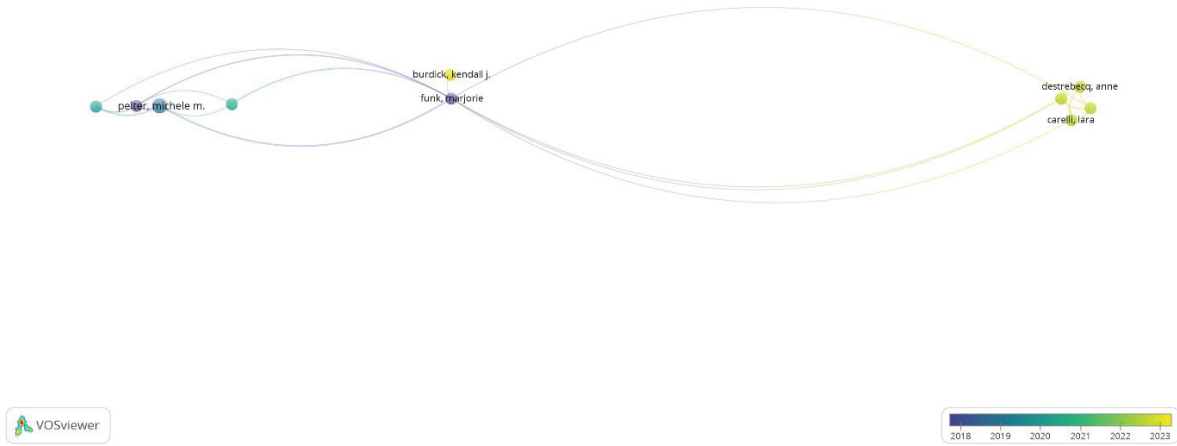 burdick, kendall j.
destrebecq, anne
funk, marjorie
pelter, michele m.
carelli, lara
VOSviewer
2018 2019 2020 2021 2022 2023